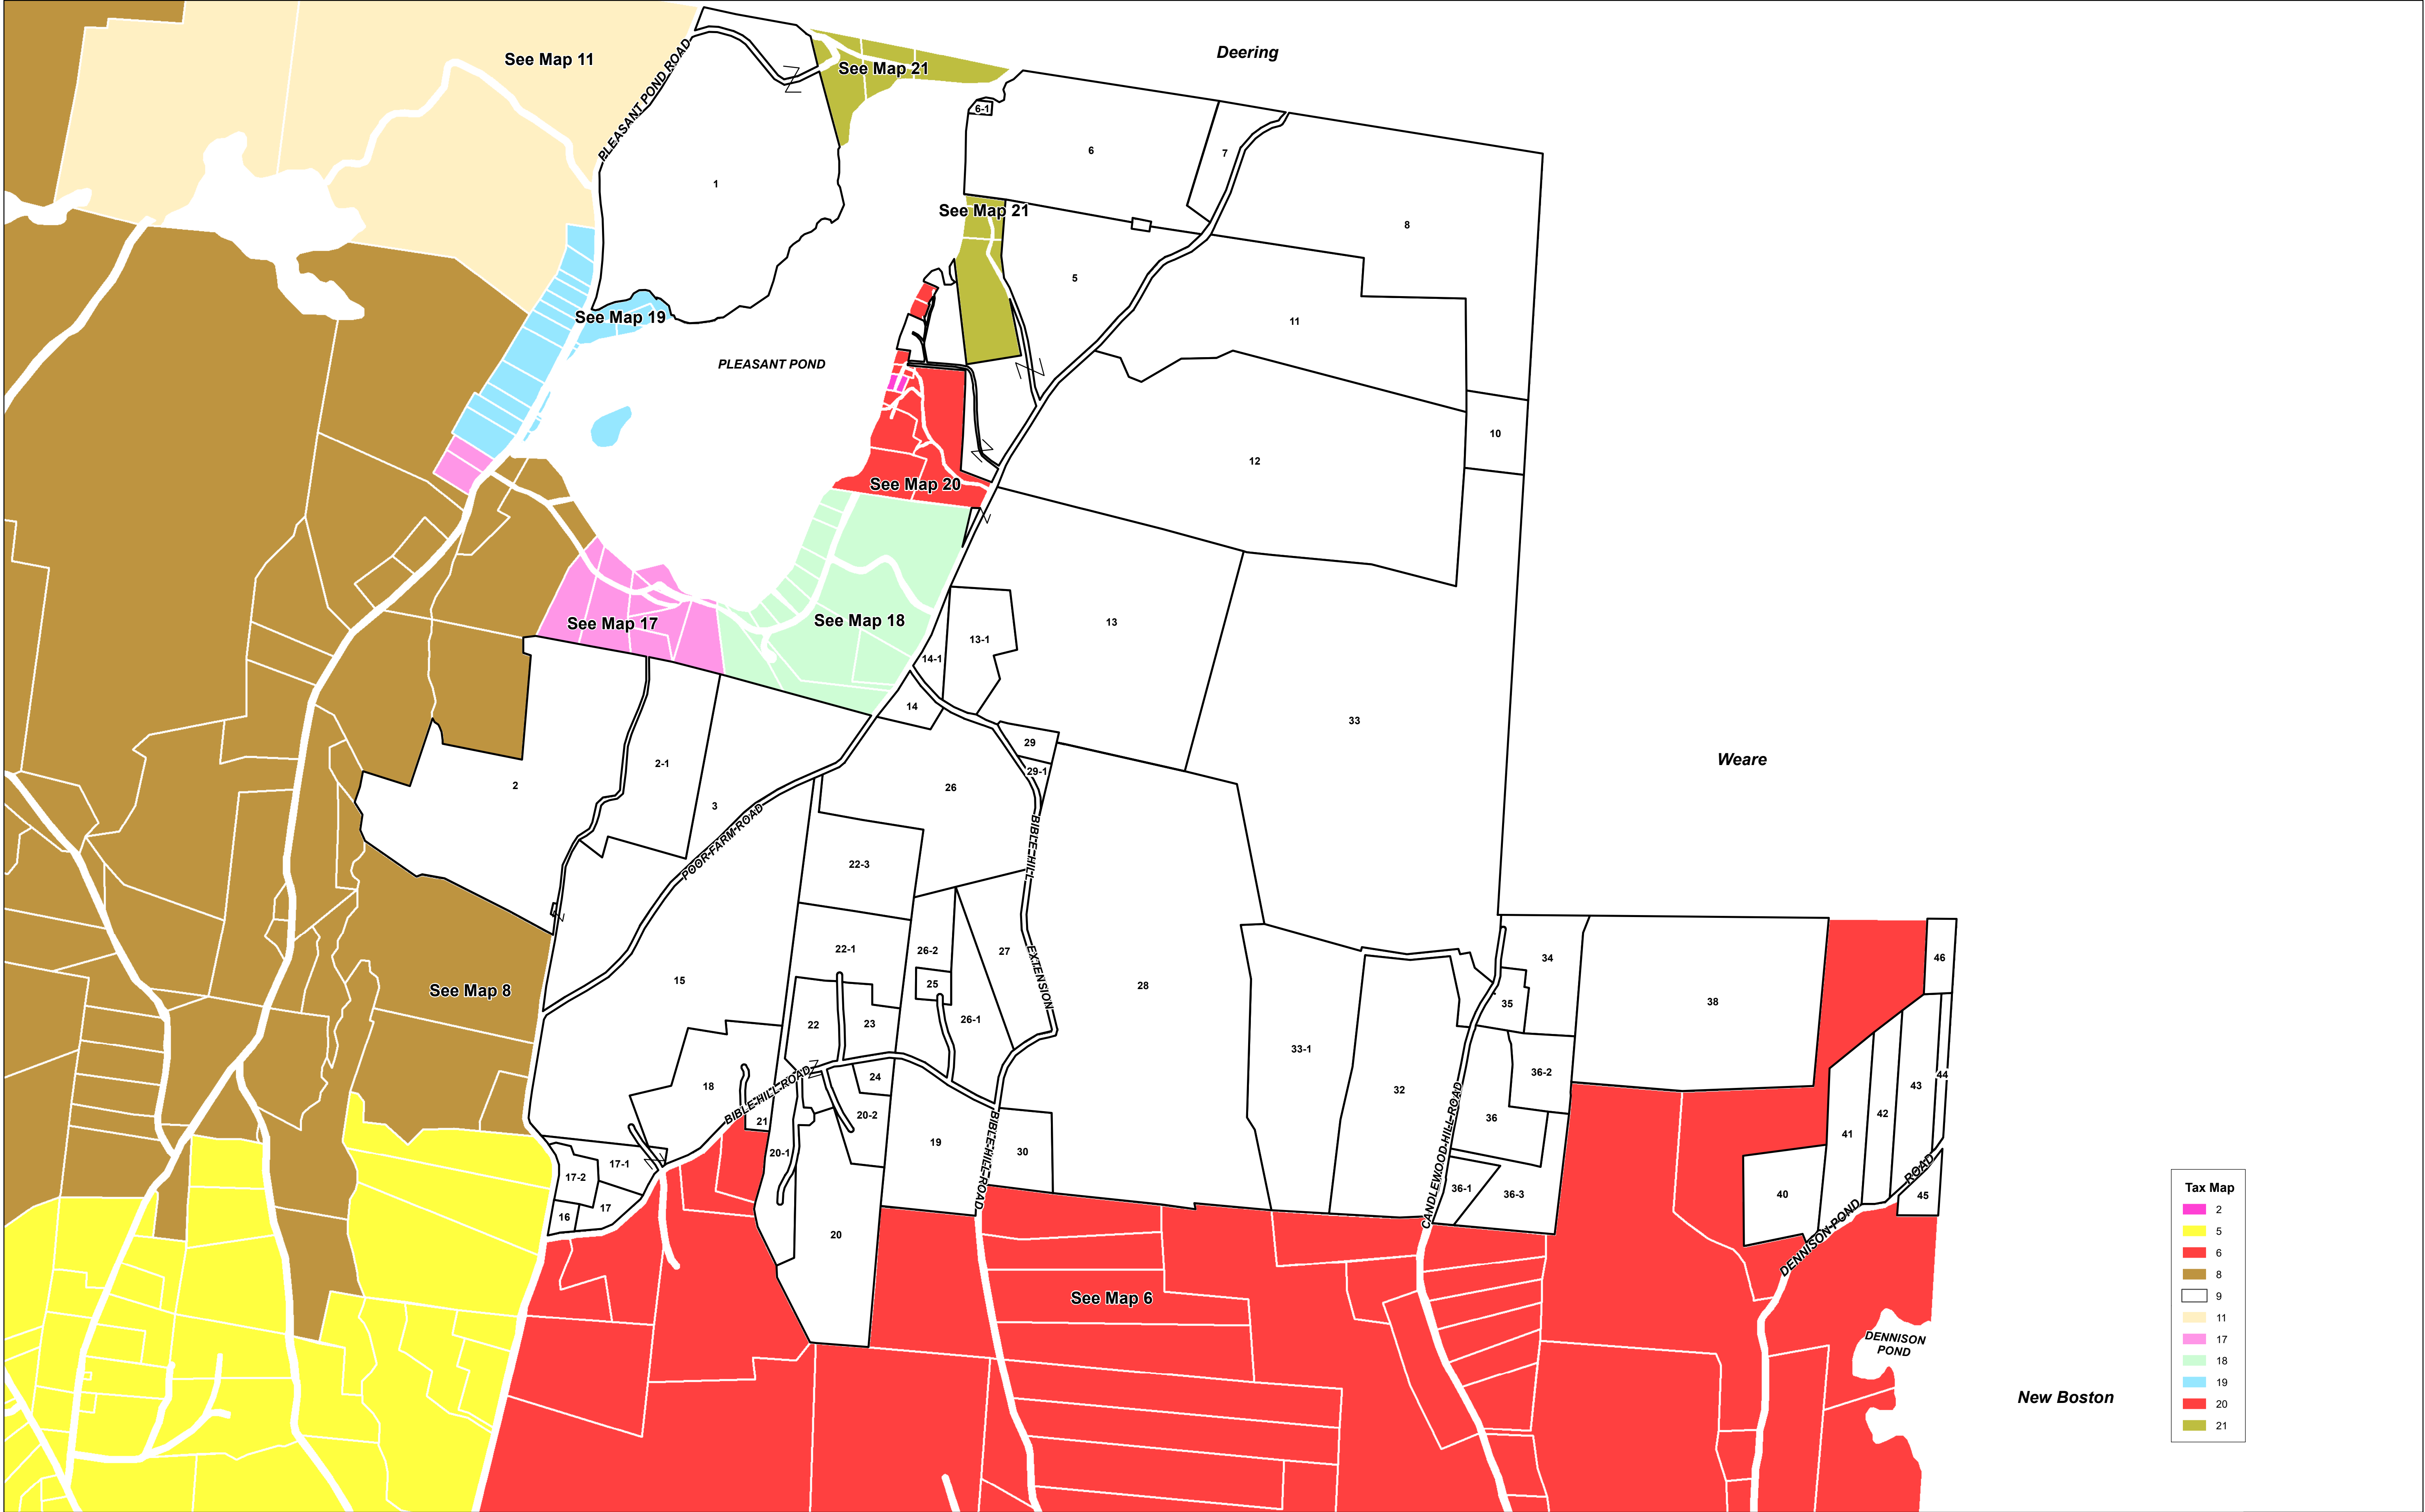 Deering
See Map 11
See Map 21
PLEASANT POND ROAD
6-1
6
7
1
See Map 21
8
5
See Map 19
11
PLEASANT POND
10
12
See Map 20
See Map 17
See Map 18
13
13-1
14-1
14
33
29
29-1
Weare
2
2-1
3
26
POOR FARM ROAD
BIBLE HILL
EXTENSION
22-3
22-1
26-2
27
25
15
28
34
35
38
46
See Map 8
22
23
26-1
33-1
32
36-2
24
44
43
18
BIBLE HILL ROAD
21
20-2
19
BIBLE HILL ROAD
30
CANDLEWOOD HILL ROAD
36
42
41
20-1
17-1
17-2
17
16
36-1
36-3
40
45
DENNISON POND
ROAD
20
See Map 6
DENNISON
POND
New Boston
Tax Map
2
5
6
8
9
11
17
18
19
20
21